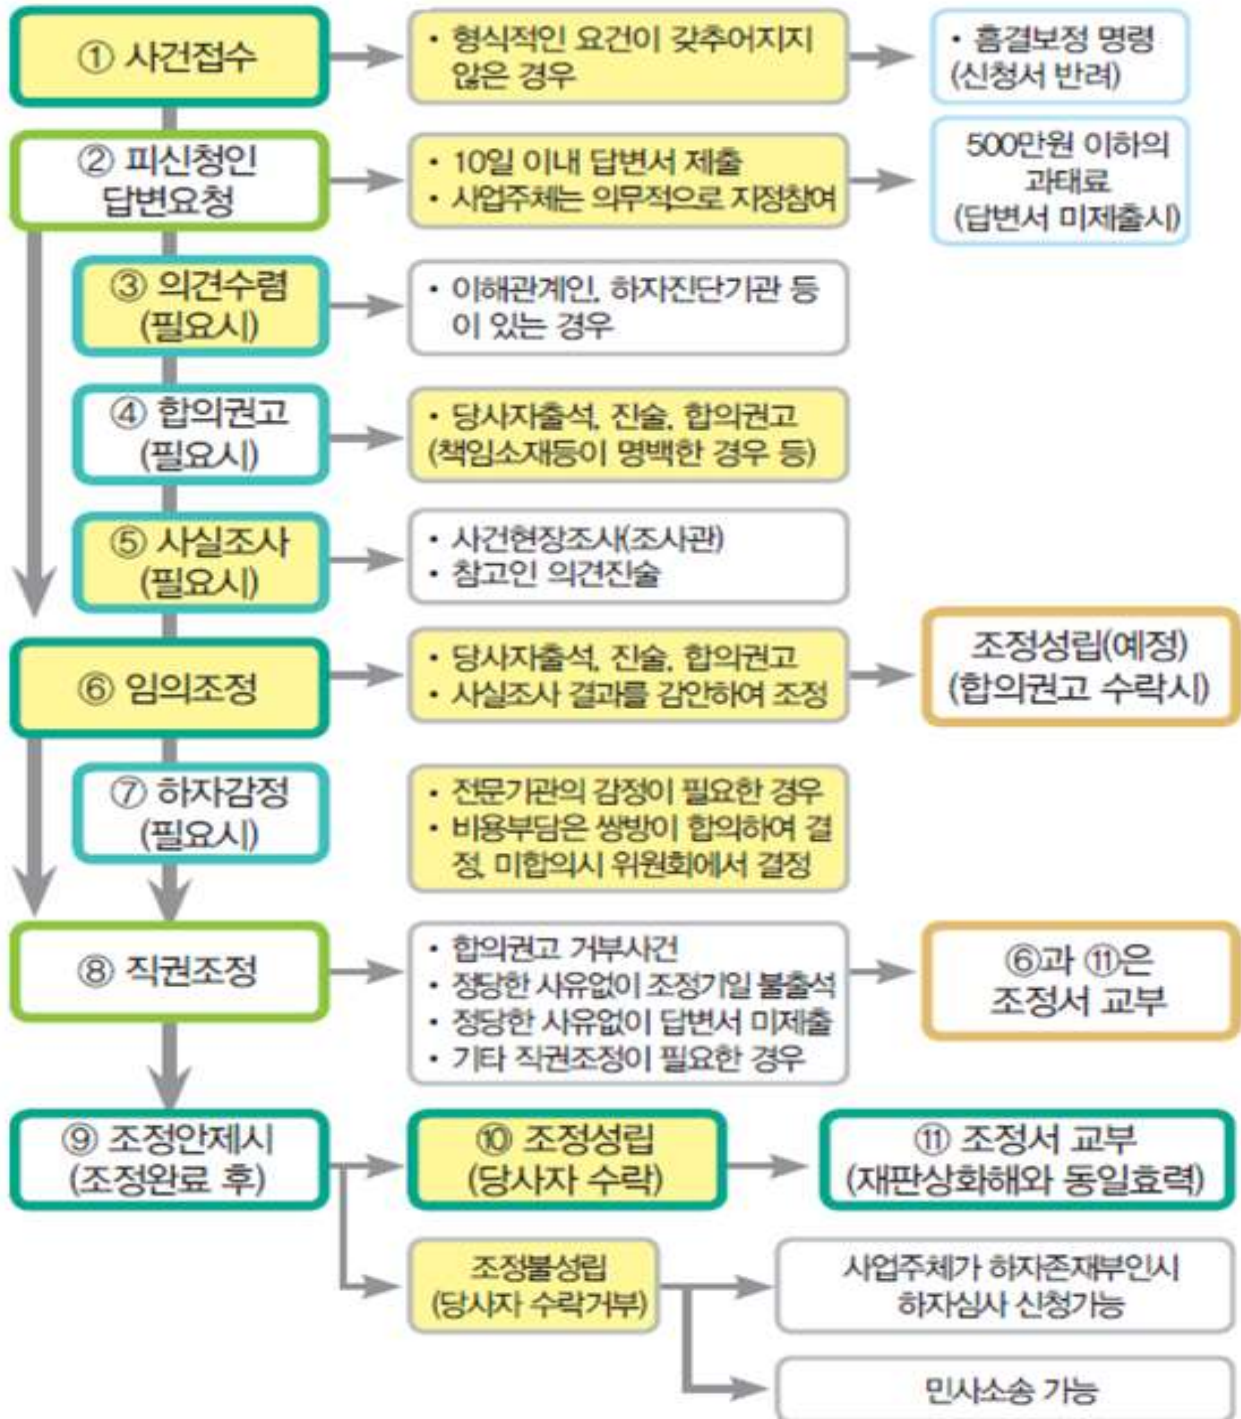 ① 사건접수
• 형식적인 요건이 갖추어지지
않은 경우
• 흠결보정 명령
(신청서 반려)
② 피신청인
답변요청
• 10일 이내 답변서 제출
• 사업주체는 의무적으로 지정참여
500만원 이하의
과태료
(답변서 미제출시)
③ 의견수렴
(필요시)
• 이해관계인, 하자진단기관 등
이 있는 경우
④ 합의권고
(필요시)
• 당사자출석, 진술, 합의권고
(책임소재등이 명백한 경우 등)
⑤ 사실조사
(필요시)
• 사건현장조사(조사관)
• 참고인 의견진술
⑥ 임의조정
• 당사자출석, 진술, 합의권고
• 사실조사 결과를 감안하여 조정
조정성립(예정)
(합의권고 수락시)
⑦ 하자감정
(필요시)
• 전문기관의 감정이 필요한 경우
• 비용부담은 쌍방이 합의하여 결
정, 미합의시 위원회에서 결정
⑧ 직권조정
• 합의권고 거부사건
• 정당한 사유없이 조정기일 불출석
• 정당한 사유없이 답변서 미제출
• 기타 직권조정이 필요한 경우
⑥과 ⑪은
조정서 교부
⑨ 조정안제시
(조정완료 후)
⑩ 조정성립
(당사자 수락)
⑪ 조정서 교부
(재판상화해와 동일효력)
조정불성립
(당사자 수락거부)
사업주체가 하자존재부인시
하자심사 신청가능
민사소송 가능